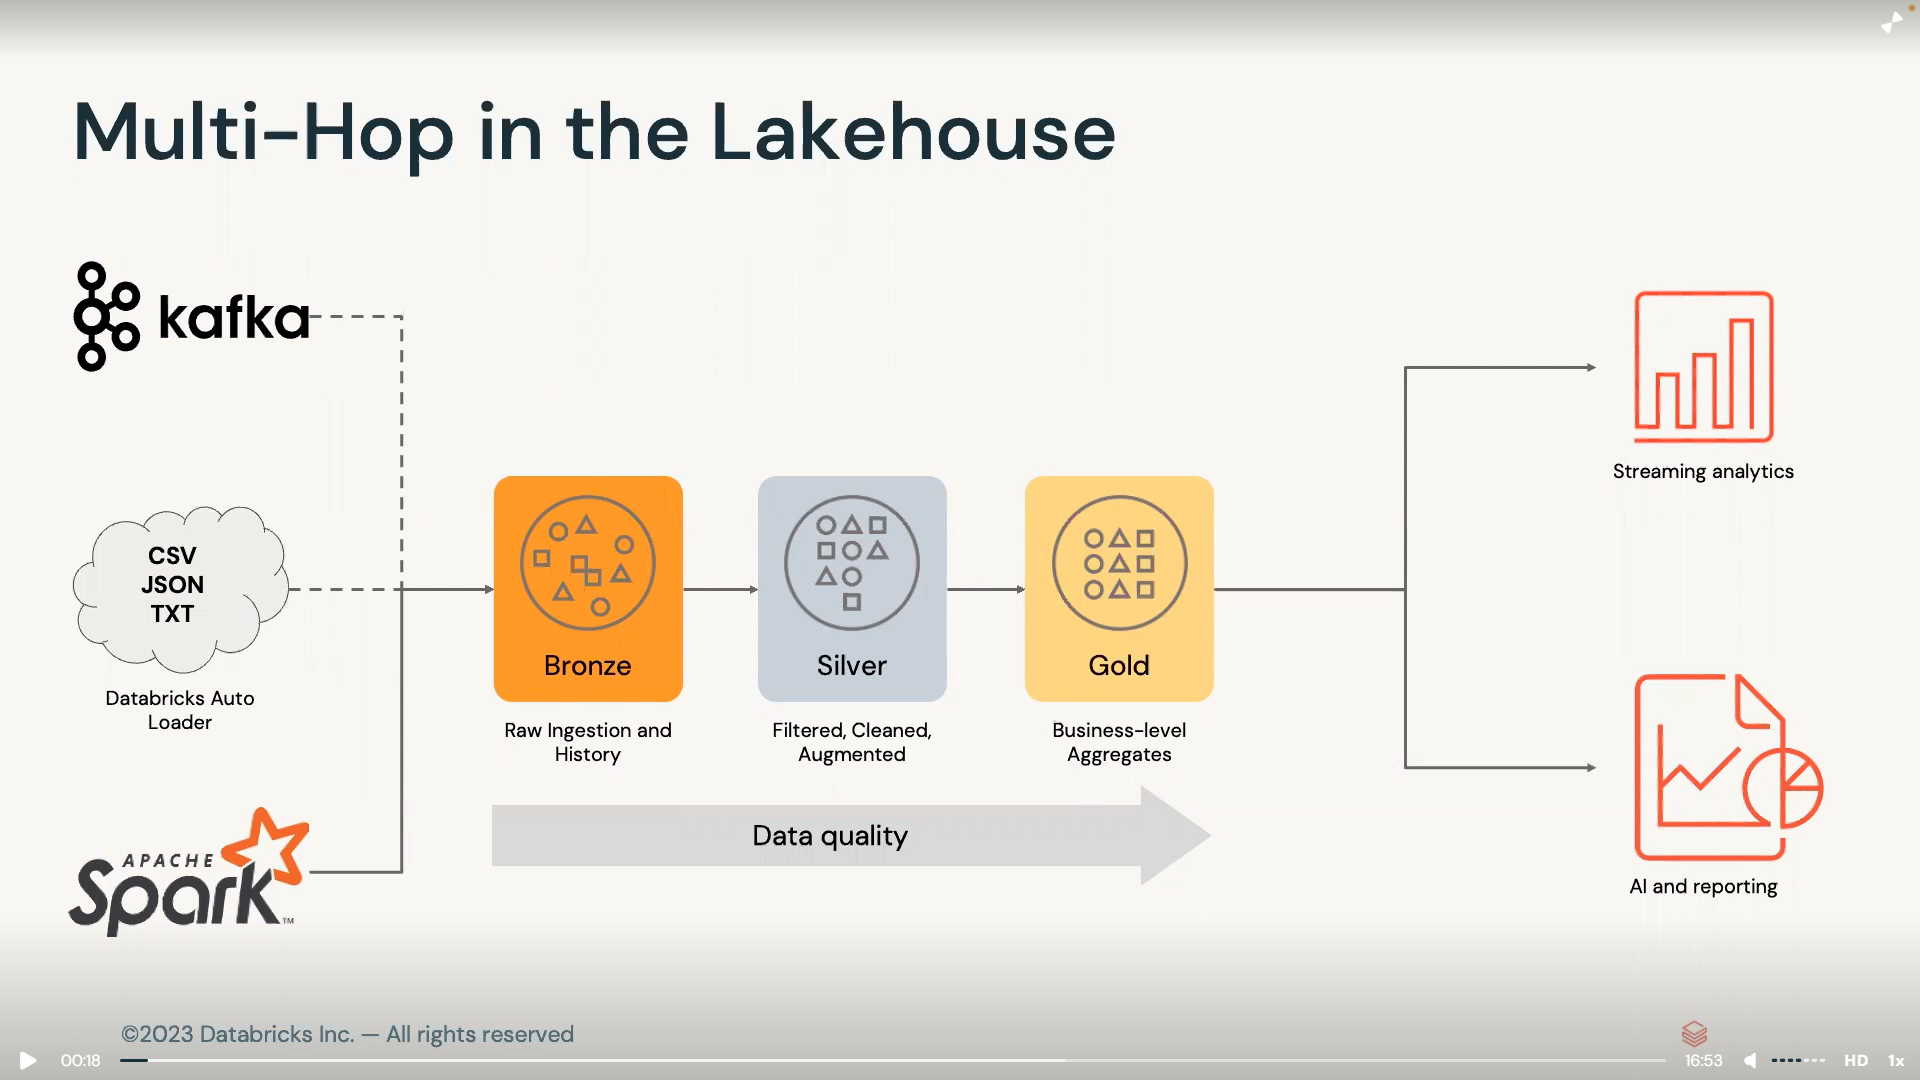 Multi-Hop in the Lakehouse
kafka
CSV
JSON
TXT
Databricks Auto
Loader
APACHE
Spark™
Bronze
Raw Ingestion and
History
Silver
Filtered, Cleaned,
Augmented
Gold
Business-level
Aggregates
Data quality
Streaming analytics
AI and reporting
©2023 Databricks Inc. — All rights reserved
00:18
16:53
HD
1x